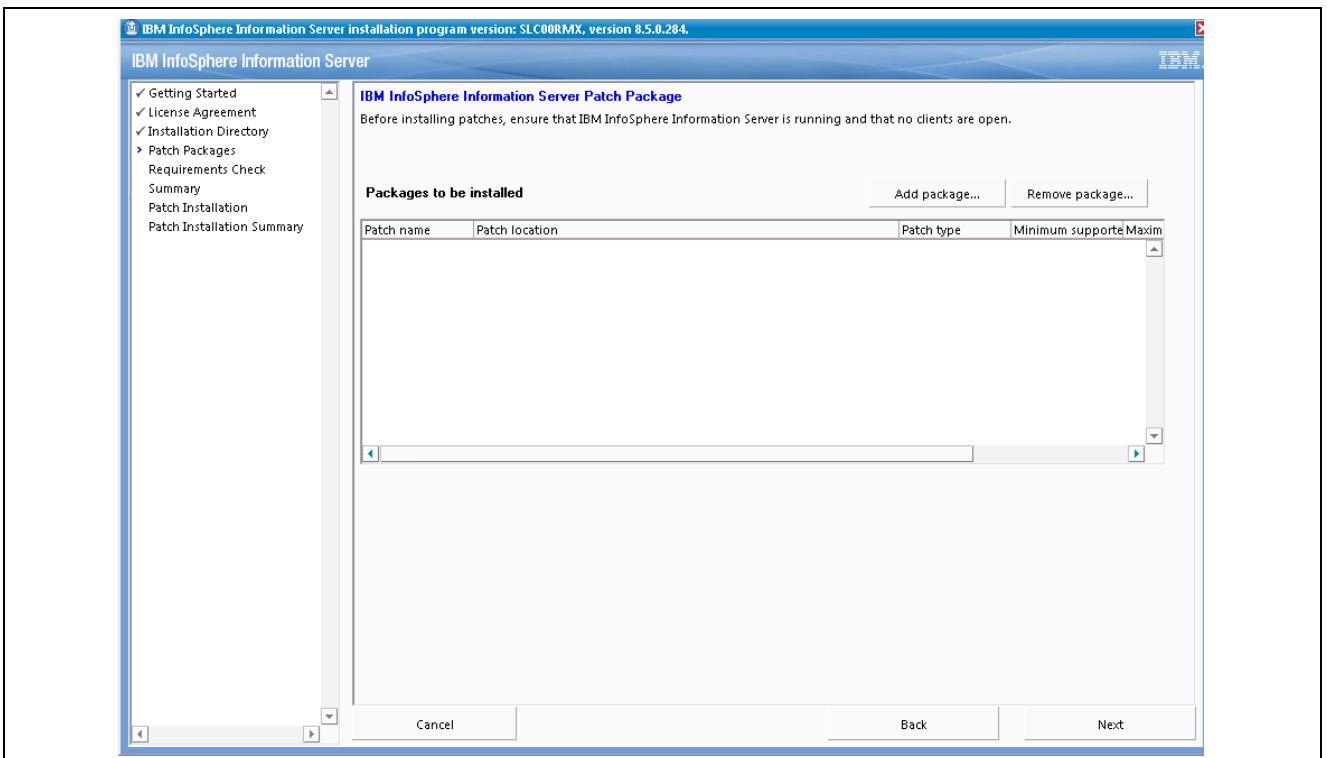 IBM InfoSphere Information Server installation program version: SLC00RMX, version 8.5.0.284.
IBM InfoSphere Information Server
IBM.
✓ Getting Started
✓ License Agreement
✓ Installation Directory
> Patch Packages
Requirements Check
Summary
Patch Installation
Patch Installation Summary
IBM InfoSphere Information Server Patch Package
Before installing patches, ensure that IBM InfoSphere Information Server is running and that no clients are open.
Packages to be installed
Add package...
Remove package...
Patch name
Patch location
Patch type
Minimum supporte
Maxim
Cancel
Back
Next